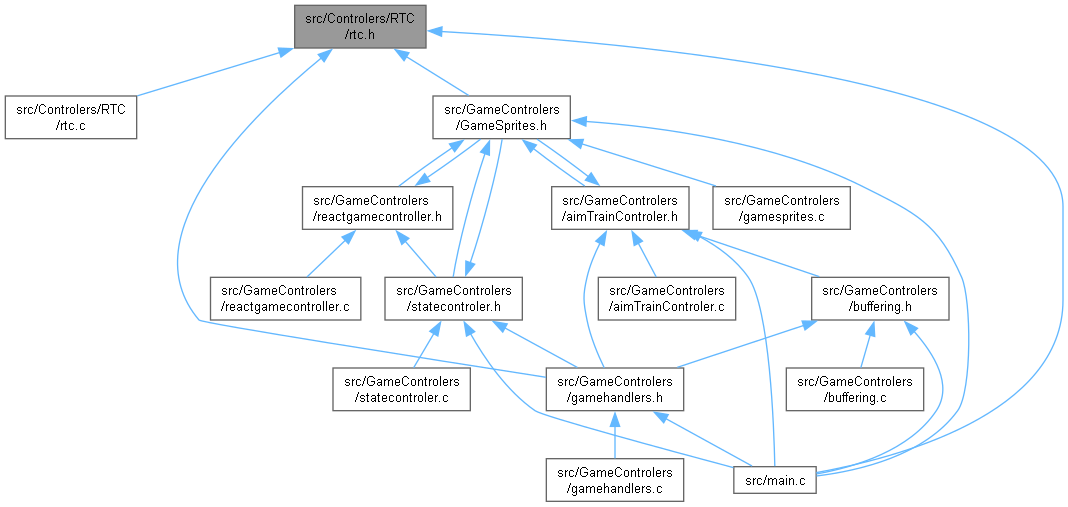 src/Controlers/RTC
/rtc.h
src/Controlers/RTC
/rtc.c
src/GameControlers
/GameSprites.h
src/GameControlers
/reactgamecontroller.h
src/GameControlers
/aimTrainControler.h
src/GameControlers
/gamesprites.c
src/GameControlers
/reactgamecontroller.c
src/GameControlers
/statecontroler.h
src/GameControlers
/aimTrainControler.c
src/GameControlers
/buffering.h
src/GameControlers
/statecontroler.c
src/GameControlers
/gamehandlers.h
src/GameControlers
/buffering.c
src/GameControlers
/gamehandlers.c
src/main.c